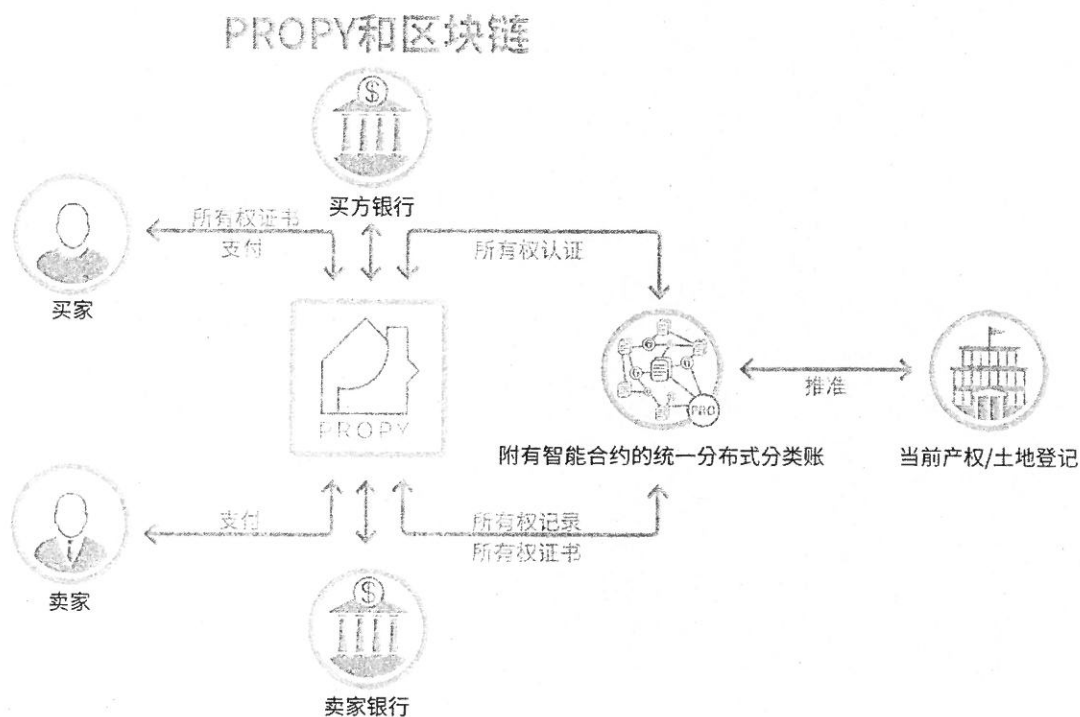 PROPY和区块链
$
买方银行
所有权证书
支付
所有权认证
买家
PROPY
PRO
推准
附有智能合约的统一分布式分类账
当前产权/土地登记
支付
所有权记录
所有权证书
卖家
$
卖家银行